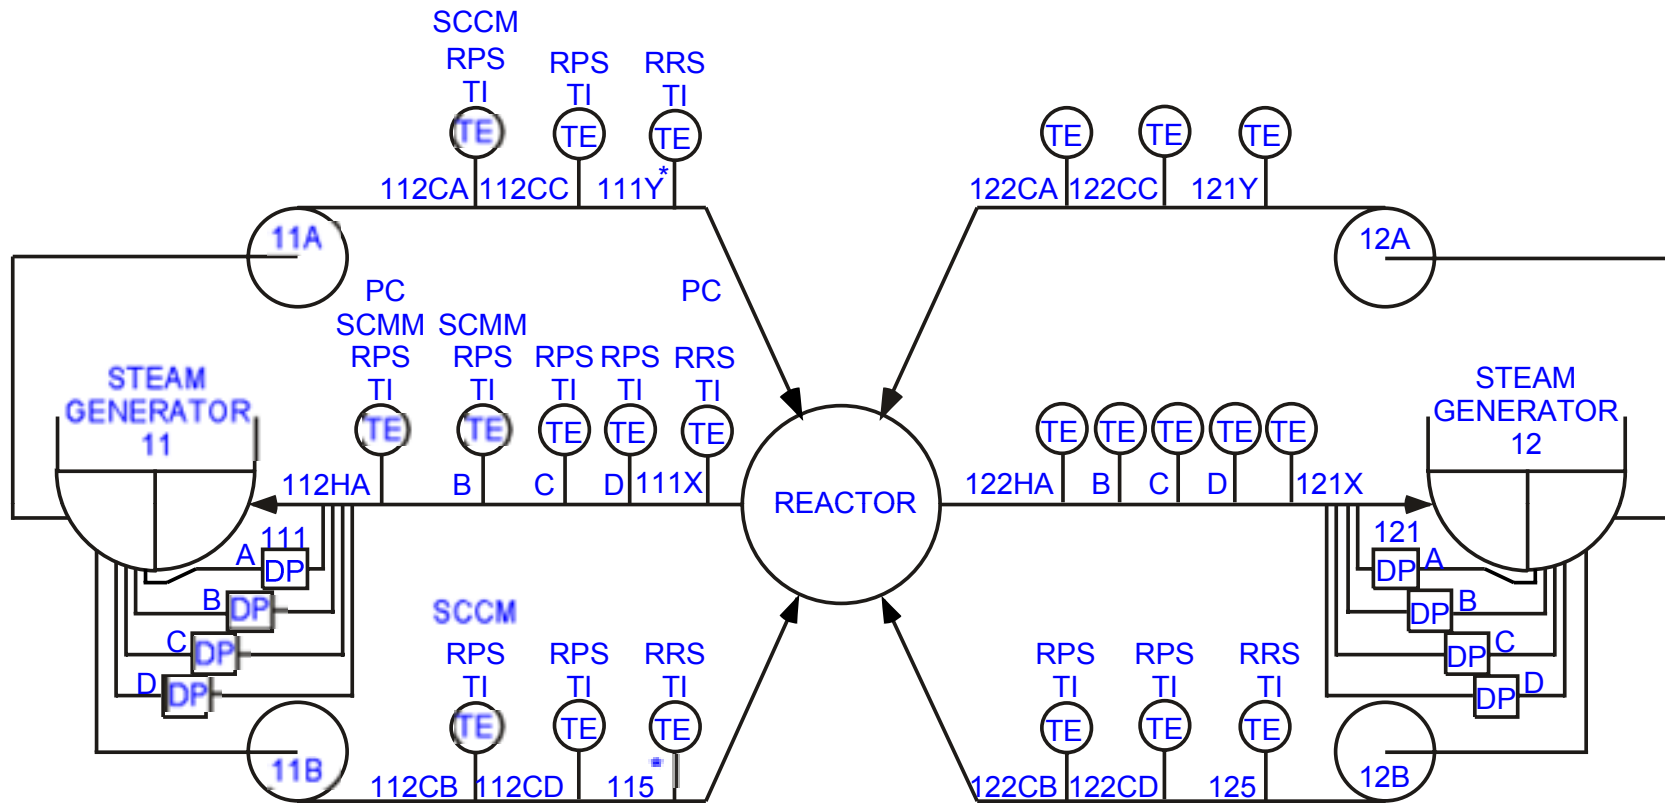 SCCM
RPS RPS RRS
TI TI TI
TE TE TE TE TE TE
112CA 112CC 111Y* 122CA 122CC 121Y
11A 12A
PC PC
SCMM SCMM
RPS RPS RPS RPS RRS
TI TI TI TI TI
STEAM GENERATOR 11
STEAM GENERATOR 12
TE TE TE TE TE TE TE TE TE TE
112HA B C D 111X REACTOR 122HA B C D 121X
111 121
A DP DP A
B DP DP B
C DP DP C
D DP DP D
SCCM
RPS RPS RRS RPS RPS RRS
TI TI TI TI TI TI
TE TE TE TE TE TE
11B 12B
112CB 112CD 115* 122CB 122CD 125